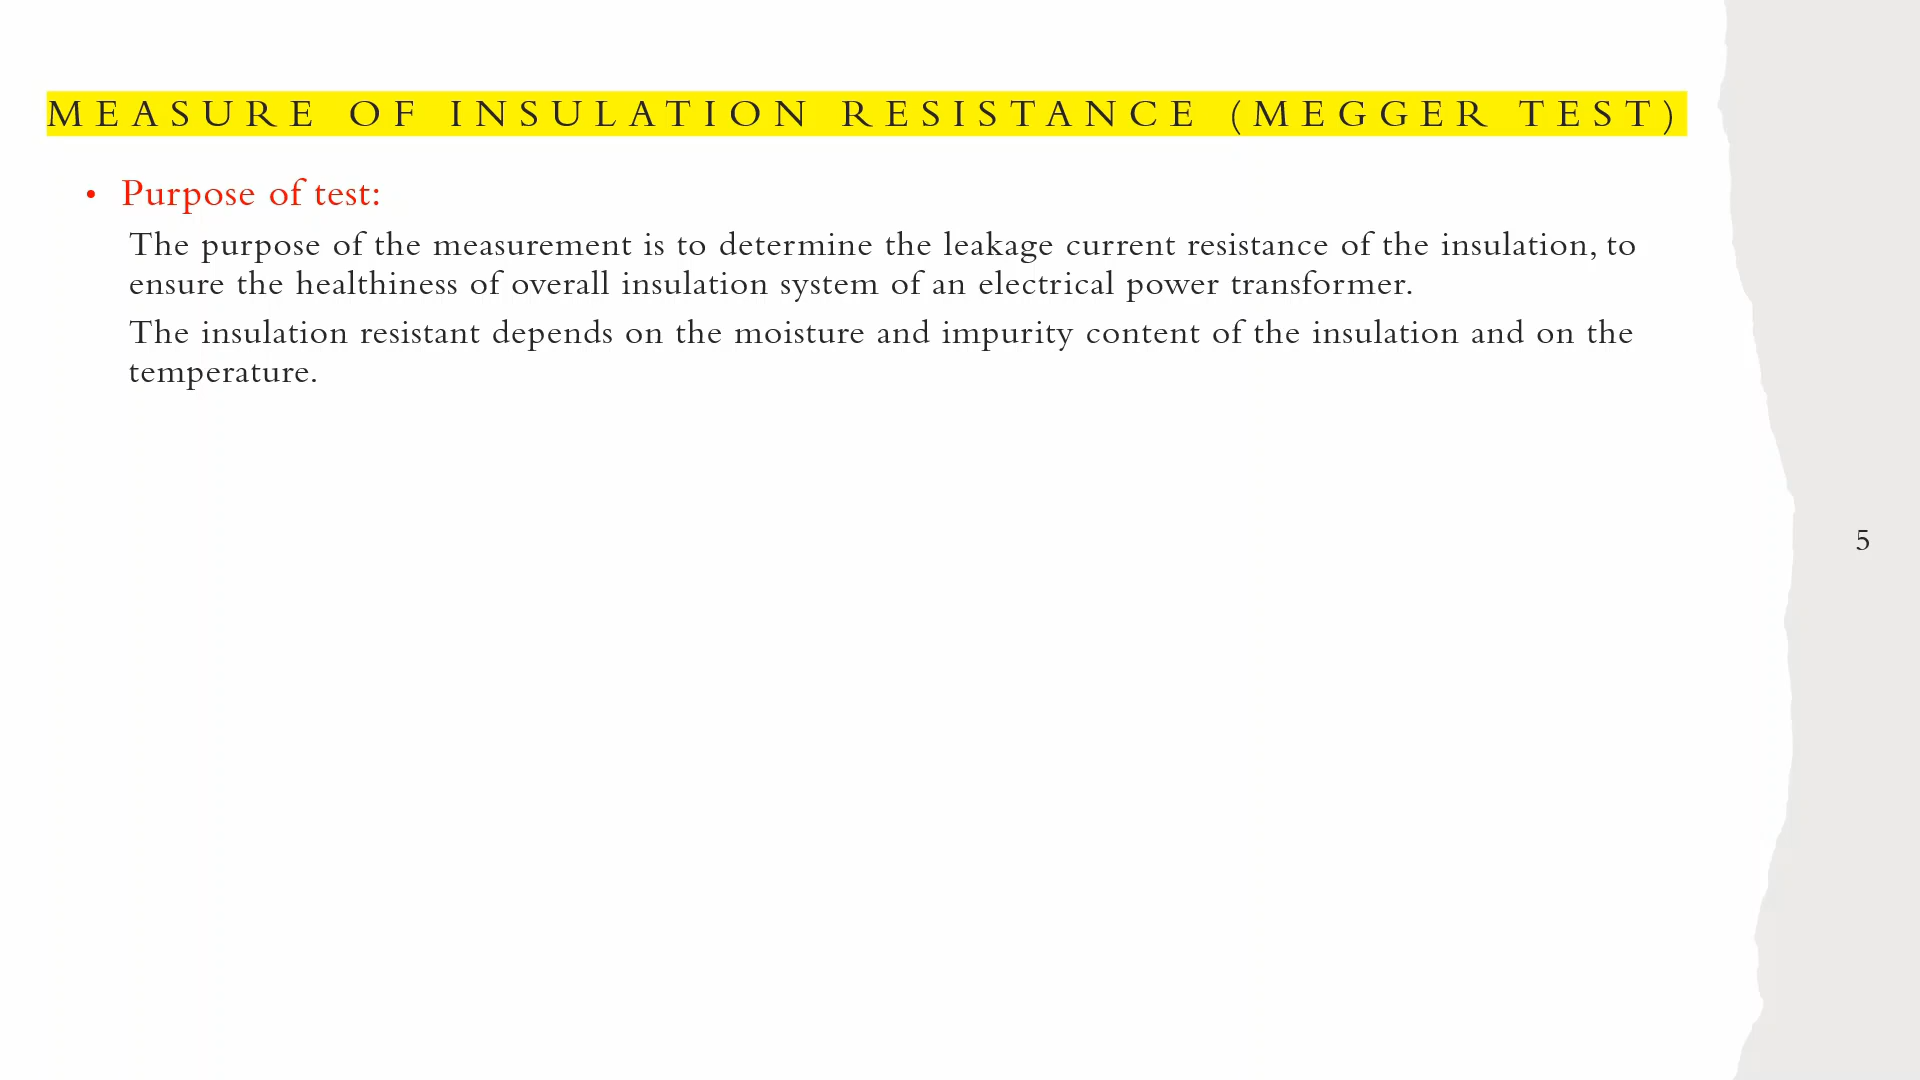 MEASURE OF INSULATION RESISTANCE (MEGGER TEST)
• Purpose of test:
The purpose of the measurement is to determine the leakage current resistance of the insulation, to
ensure the healthiness of overall insulation system of an electrical power transformer.
The insulation resistant depends on the moisture and impurity content of the insulation and on the
temperature.
5